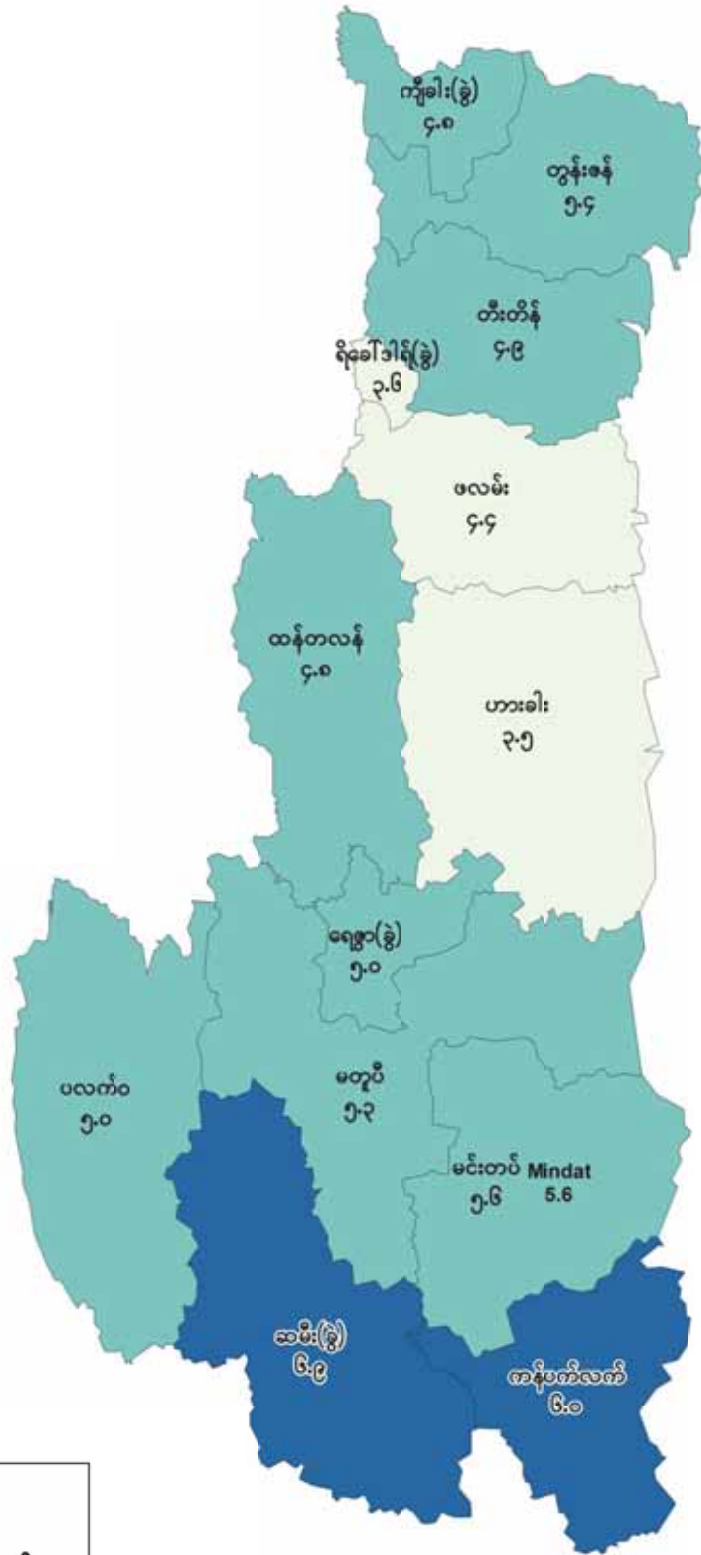 ကျီခါး(ခွဲ)
၄.၈
တွန်းဇန်
၅.၄
တီးတိန်
၄.၉
ရိခေါ်ဒါရ်(ခွဲ)
၃.၆
ဖလမ်း
၄.၄
ထန်တလန်
၄.၈
ဟားခါး
၃.၅
ရေဇွာ(ခွဲ)
၅.၀
ပလက်ဝ
၅.၀
မတူပီ
၅.၃
မင်းတပ် Mindat
၅.၆ 5.6
ဆမီး(ခွဲ)
၆.၉
ကန်ပက်လက်
၆.၀